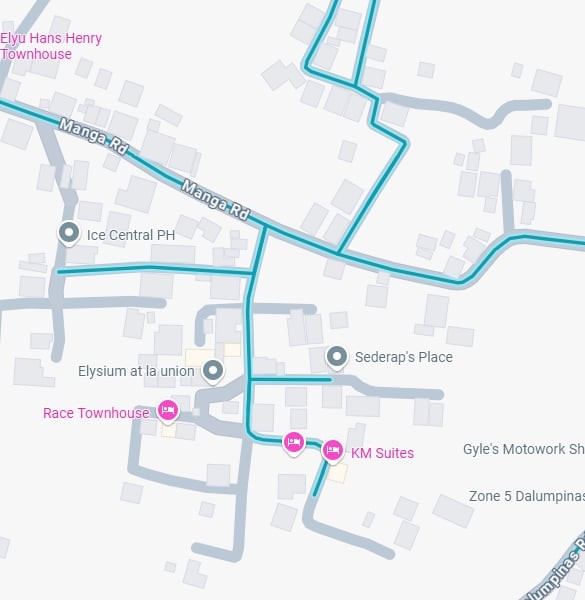 Elyu Hans Henry
Townhouse
Manga Rd
Manga Rd
Ice Central PH
Sederap's Place
Elysium at la union
Race Townhouse
KM Suites
Gyle's Motowork Sh
Zone 5 Dalumpinas
lumpinas R